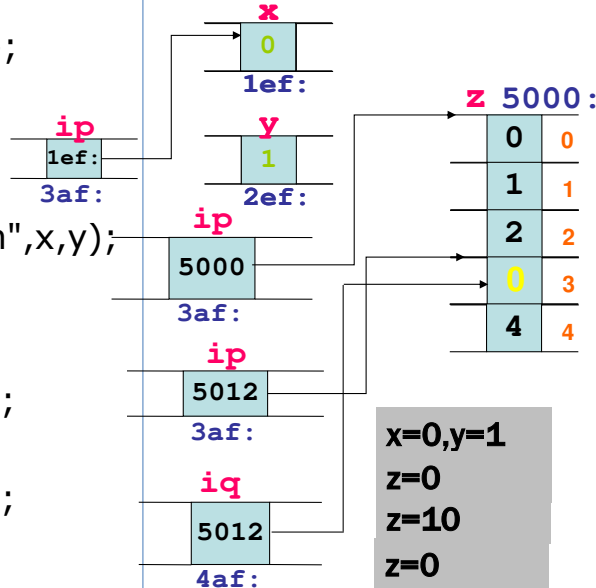 ;
x
0
1ef:
ip
1ef:
3af:
y
1
2ef:
z 5000:
0 0
1 1
2 2
0 3
4 4
n",x,y);
ip
5000
3af:
ip
5012
3af:
;
iq
5012
4af:
;
x=0,y=1
z=0
z=10
z=0